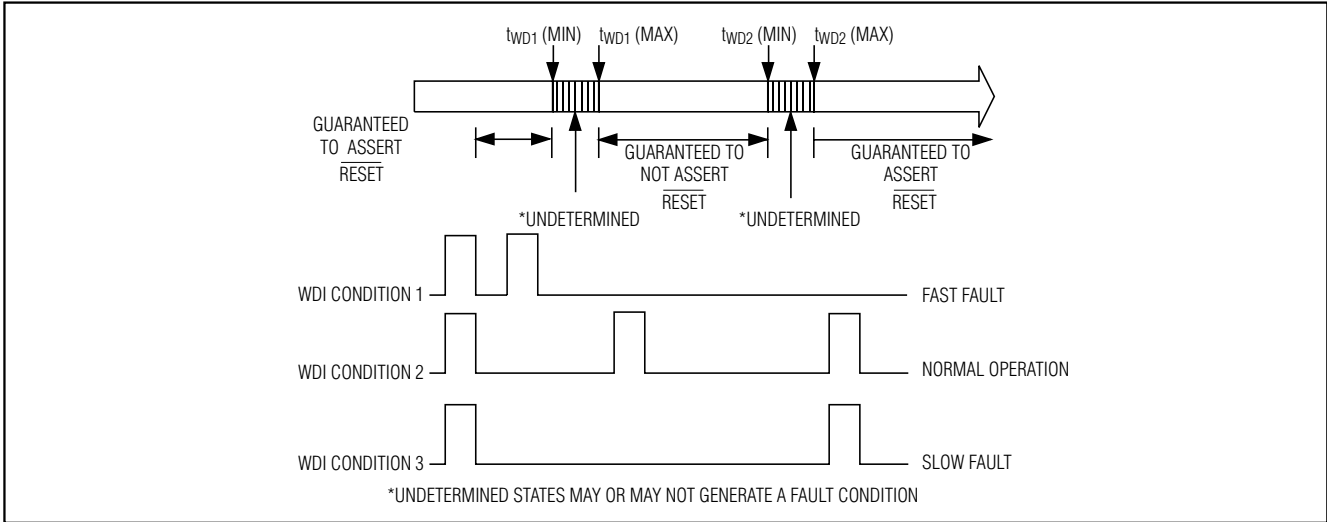 tWD1 (MIN) tWD1 (MAX) tWD2 (MIN) tWD2 (MAX)
GUARANTEED
TO ASSERT
RESET
GUARANTEED TO
NOT ASSERT
RESET
GUARANTEED TO
ASSERT
RESET
*UNDETERMINED *UNDETERMINED
WDI CONDITION 1 FAST FAULT
WDI CONDITION 2 NORMAL OPERATION
WDI CONDITION 3 SLOW FAULT
*UNDETERMINED STATES MAY OR MAY NOT GENERATE A FAULT CONDITION